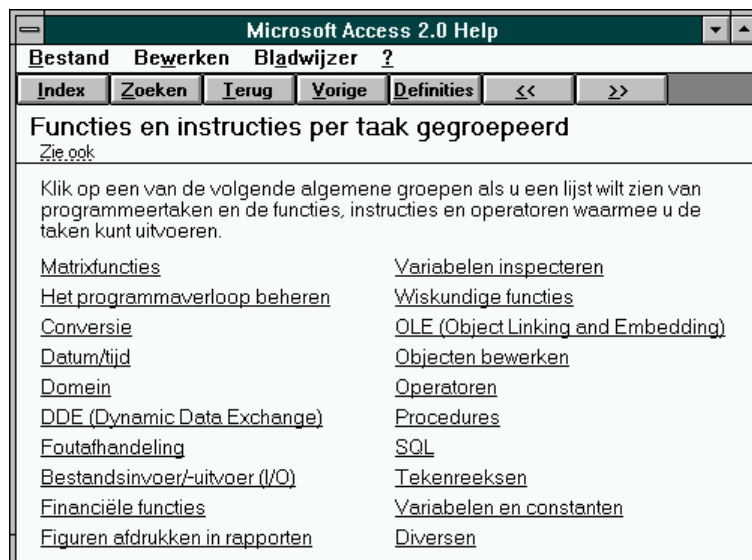 Microsoft Access 2.0 Help
Bestand Bewerken Bladwijzer ?
Index Zoeken Terug Vorige Definities << >>
Functies en instructies per taak gegroepeerd
Zie ook
Klik op een van de volgende algemene groepen als u een lijst wilt zien van
programmeertaken en de functies, instructies en operatoren waarmee u de
taken kunt uitvoeren.
Matrixfuncties
Het programmaverloop beheren
Conversie
Datum/tijd
Domein
DDE (Dynamic Data Exchange)
Foutafhandeling
Bestandsinvoer/-uitvoer (I/O)
Financiële functies
Figuren afdrukken in rapporten
Variabelen inspecteren
Wiskundige functies
OLE (Object Linking and Embedding)
Objecten bewerken
Operatoren
Procedures
SQL
Tekenreeksen
Variabelen en constanten
Diversen